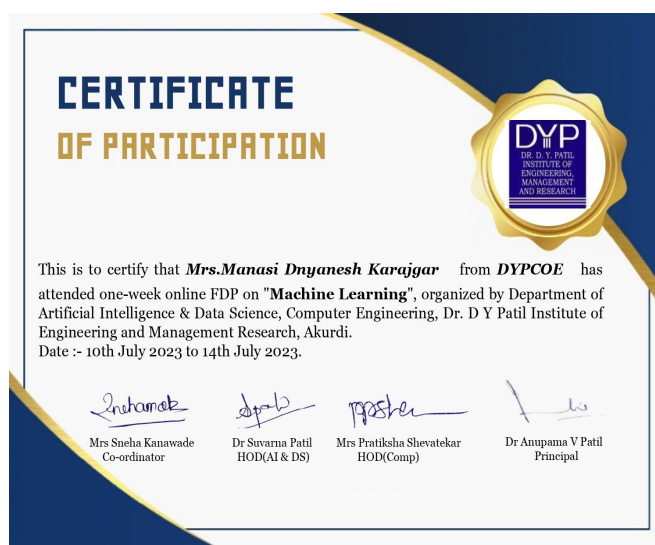 CERTIFICATE
OF PARTICIPATION
DYP
DR. D. Y. PATIL
INSTITUTE OF
ENGINEERING,
MANAGEMENT
AND RESEARCH
This is to certify that Mrs.Manasi Dnyanesh Karajgar from DYPCOE has
attended one-week online FDP on "Machine Learning", organized by Department of
Artificial Intelligence & Data Science, Computer Engineering, Dr. D Y Patil Institute of
Engineering and Management Research, Akurdi.
Date :- 10th July 2023 to 14th July 2023.
Mrs Sneha Kanawade Dr Suvarna Patil Mrs Pratiksha Shevatekar Dr Anupama V Patil
Co-ordinator HOD(AI & DS) HOD(Comp) Principal